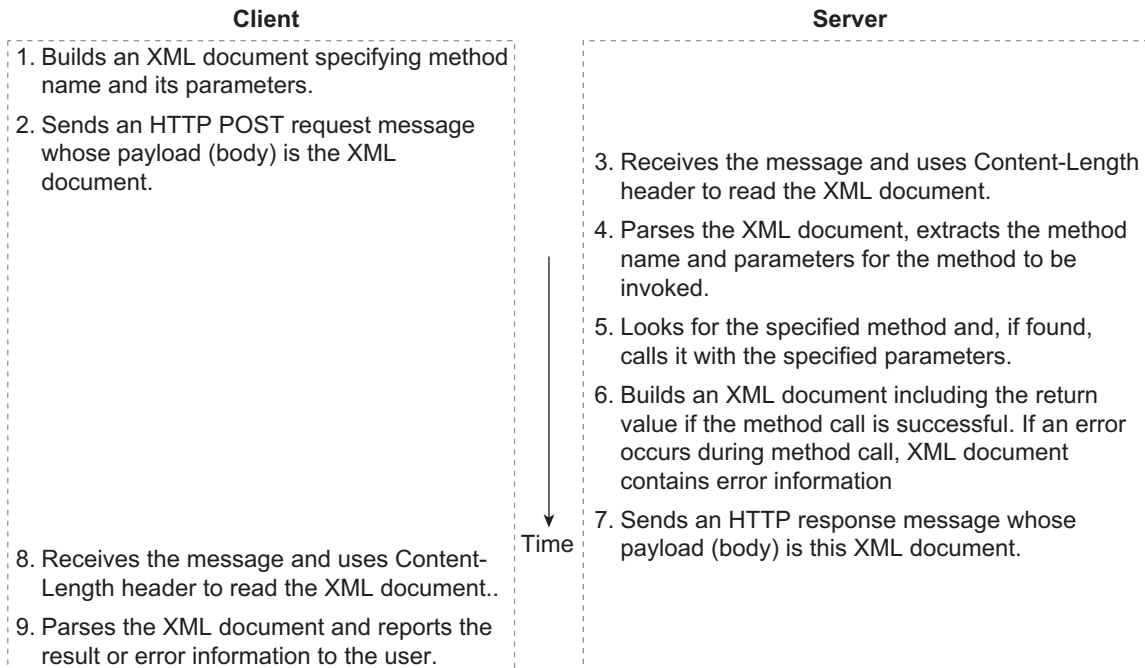 Client
1. Builds an XML document specifying method
name and its parameters.
2. Sends an HTTP POST request message
whose payload (body) is the XML
document.
Server
3. Receives the message and uses Content-Length
header to read the XML document.
4. Parses the XML document, extracts the method
name and parameters for the method to be
invoked.
5. Looks for the specified method and, if found,
calls it with the specified parameters.
6. Builds an XML document including the return
value if the method call is successful. If an error
occurs during method call, XML document
contains error information
7. Sends an HTTP response message whose
payload (body) is this XML document.
Time
8. Receives the message and uses Content-
Length header to read the XML document..
9. Parses the XML document and reports the
result or error information to the user.